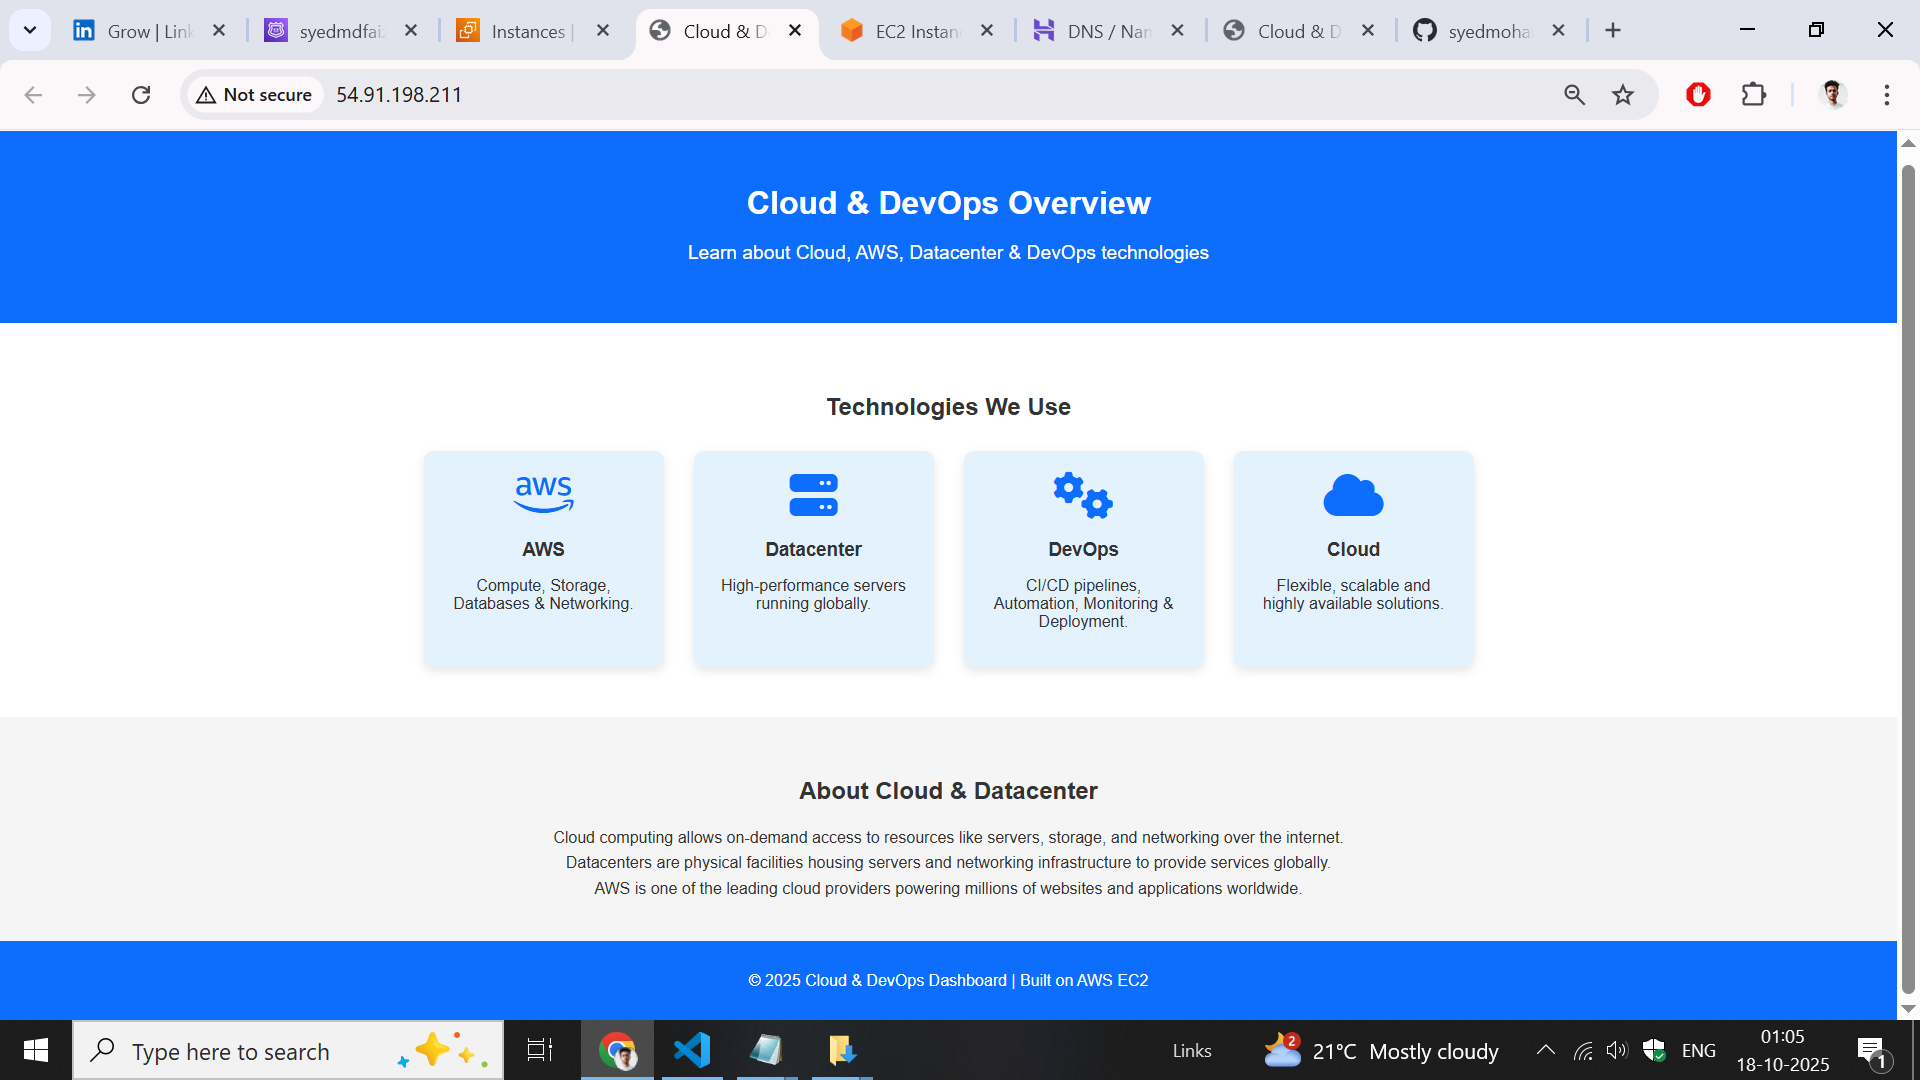 Grow | Link
syedmdfai
Instances |
Cloud & D
EC2 Instan
DNS / Nam
Cloud & D
syedmoha
Not secure
54.91.198.211
Cloud & DevOps Overview
Learn about Cloud, AWS, Datacenter & DevOps technologies
Technologies We Use
aws
AWS
Compute, Storage,
Databases & Networking.
Datacenter
High-performance servers
running globally.
DevOps
CI/CD pipelines,
Automation, Monitoring &
Deployment.
Cloud
Flexible, scalable and
highly available solutions.
About Cloud & Datacenter
Cloud computing allows on-demand access to resources like servers, storage, and networking over the internet.
Datacenters are physical facilities housing servers and networking infrastructure to provide services globally.
AWS is one of the leading cloud providers powering millions of websites and applications worldwide.
© 2025 Cloud & DevOps Dashboard | Built on AWS EC2
Type here to search
Links
2
21°C Mostly cloudy
ENG
01:05
18-10-2025
1